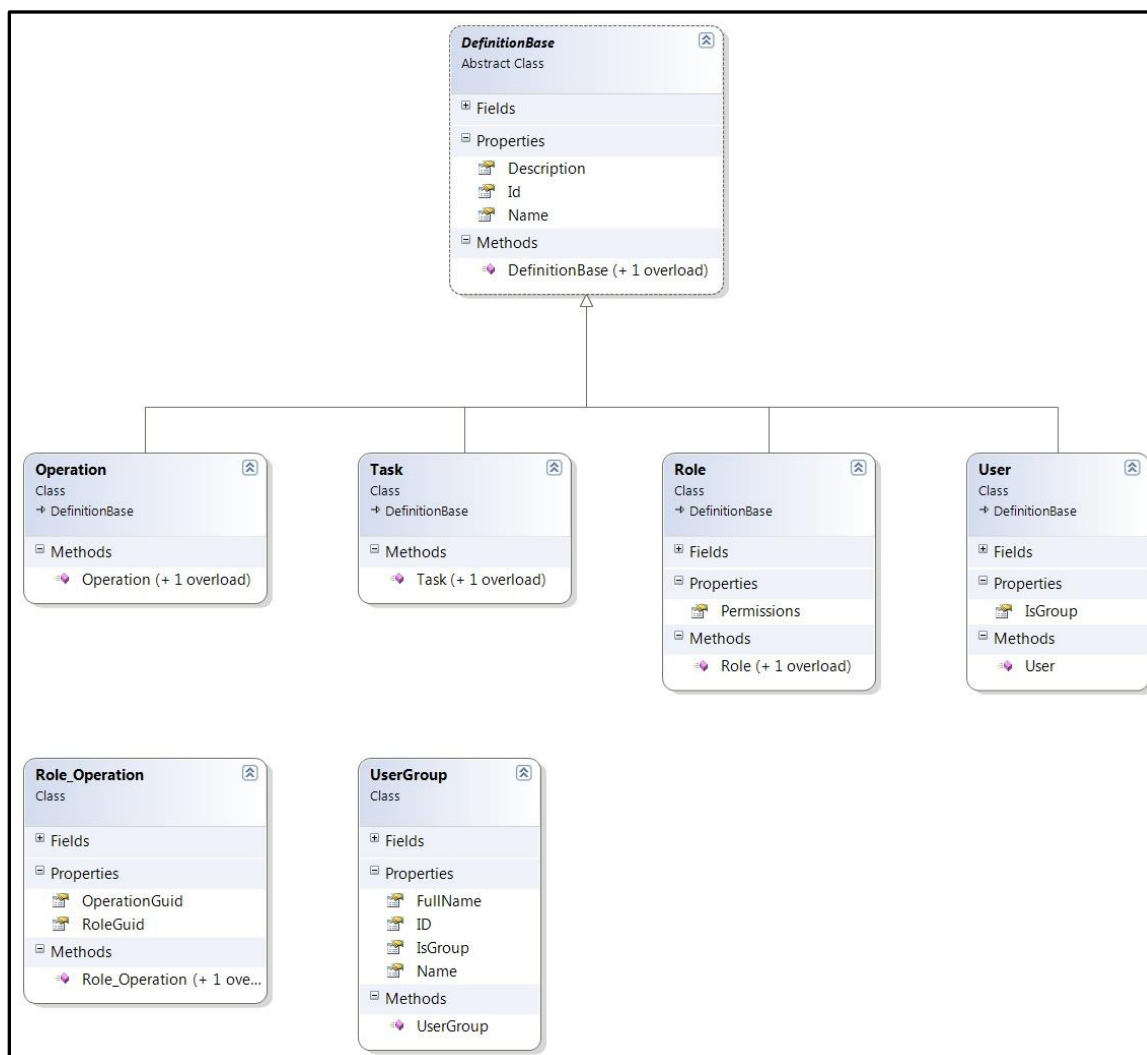 DefinitionBase
Abstract Class
Fields
Properties
Description
Id
Name
Methods
DefinitionBase (+ 1 overload)
Operation
Class
DefinitionBase
Methods
Operation (+ 1 overload)
Task
Class
DefinitionBase
Methods
Task (+ 1 overload)
Role
Class
DefinitionBase
Fields
Properties
Permissions
Methods
Role (+ 1 overload)
User
Class
DefinitionBase
Fields
Properties
IsGroup
Methods
User
Role_Operation
Class
Fields
Properties
OperationGuid
RoleGuid
Methods
Role_Operation (+ 1 ove...
UserGroup
Class
Fields
Properties
FullName
ID
IsGroup
Name
Methods
UserGroup